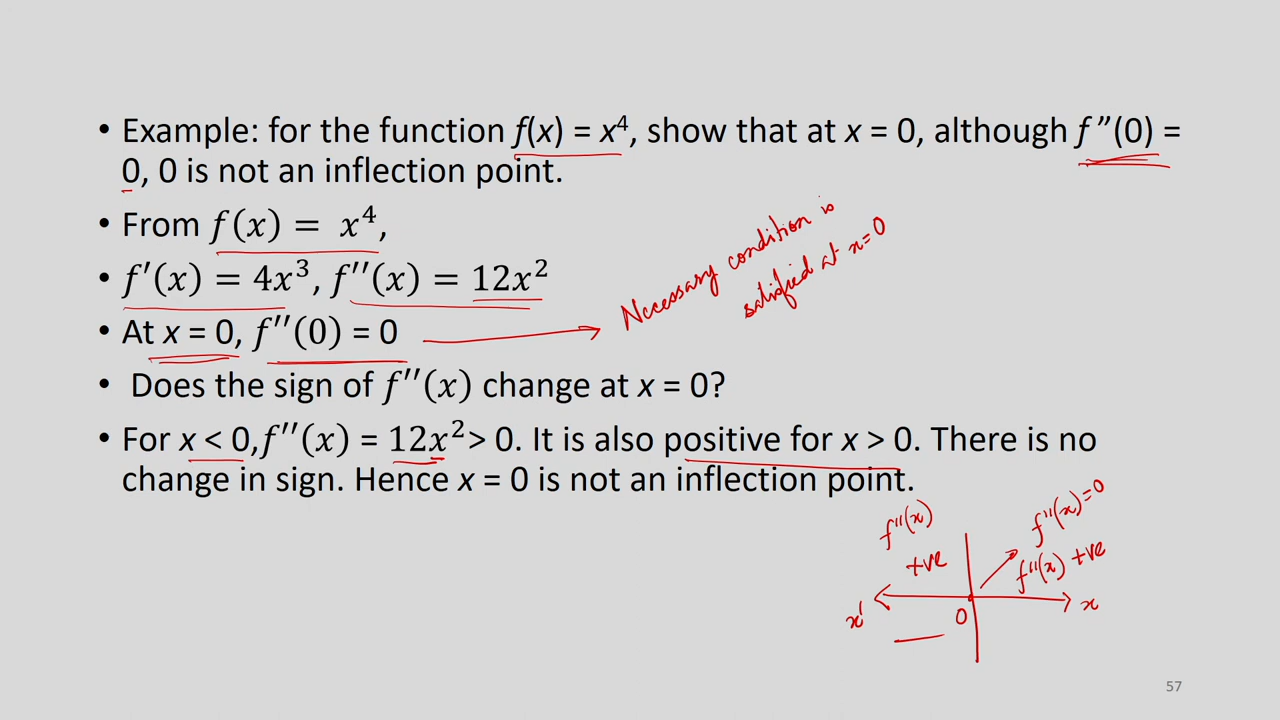 • Example: for the function f(x) = x⁴, show that at x = 0, although f ”(0) =
0, 0 is not an inflection point.
• From f(x) = x⁴,
• f′(x) = 4x³, f′′(x) = 12x²
• At x = 0, f′′(0) = 0
Necessary condition is
satisfied at x=0
• Does the sign of f′′(x) change at x = 0?
• For x < 0, f′′(x) = 12x² > 0. It is also positive for x > 0. There is no
change in sign. Hence x = 0 is not an inflection point.
f''(x)
+ve
f''(x)=0
f''(x) +ve
x'
0
x
57